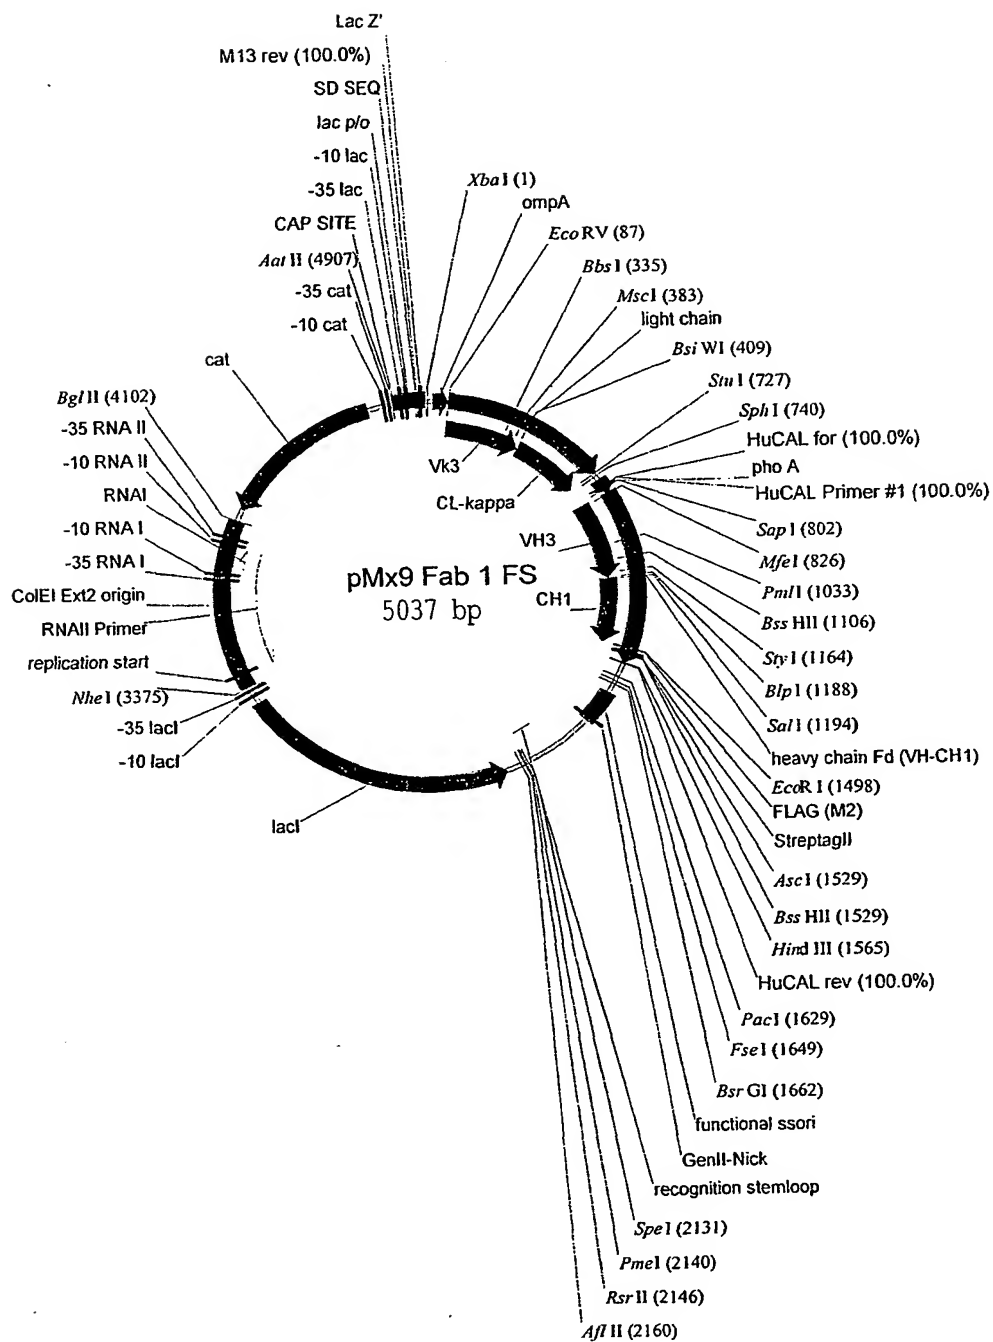 Lac Z'
M13 rev (100.0%)
SD SEQ
lac p/o
-10 lac
-35 lac
CAP SITE
Aat II (4907)
-35 cat
-10 cat
cat
Bgl II (4102)
-35 RNA II
-10 RNA II
RNAI
-10 RNA I
-35 RNA I
ColEI Ext2 origin
RNAII Primer
replication start
Nhe I (3375)
-35 lacI
-10 lacI
lacI
Xba I (1)
ompA
Eco RV (87)
Bbs I (335)
Msc I (383)
light chain
Bsi WI (409)
Stu I (727)
Sph I (740)
HuCAL for (100.0%)
pho A
HuCAL Primer #1 (100.0%)
Sap I (802)
Mfe I (826)
Pml I (1033)
Bss HII (1106)
Sty I (1164)
Blp I (1188)
Sal I (1194)
heavy chain Fd (VH-CH1)
EcoR I (1498)
FLAG (M2)
StreptagII
Asc I (1529)
Bss HII (1529)
Hind III (1565)
HuCAL rev (100.0%)
Pac I (1629)
Fse I (1649)
Bsr GI (1662)
functional ssori
GenII-Nick
recognition stemloop
Spe I (2131)
Pme I (2140)
Rsr II (2146)
Afl II (2160)
Vk3
CL-kappa
VH3
CH1
pMx9 Fab 1 FS
5037 bp